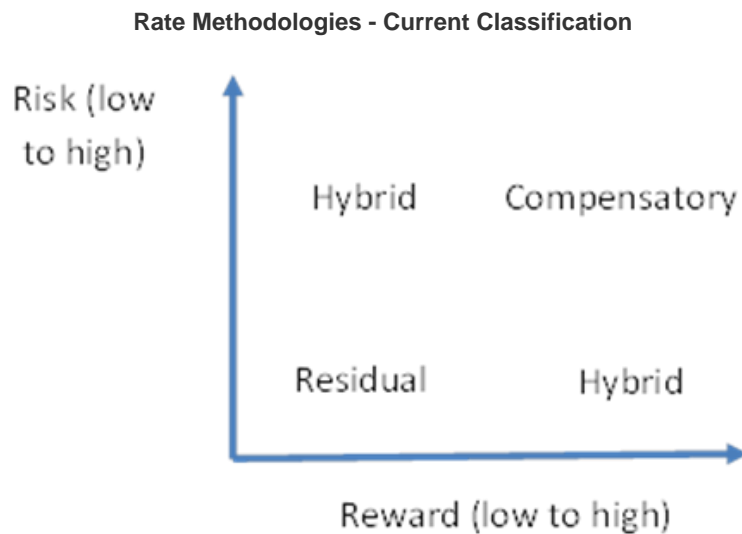 Rate Methodologies - Current Classification
Risk (low
to high)
Hybrid Compensatory
Residual Hybrid
Reward (low to high)